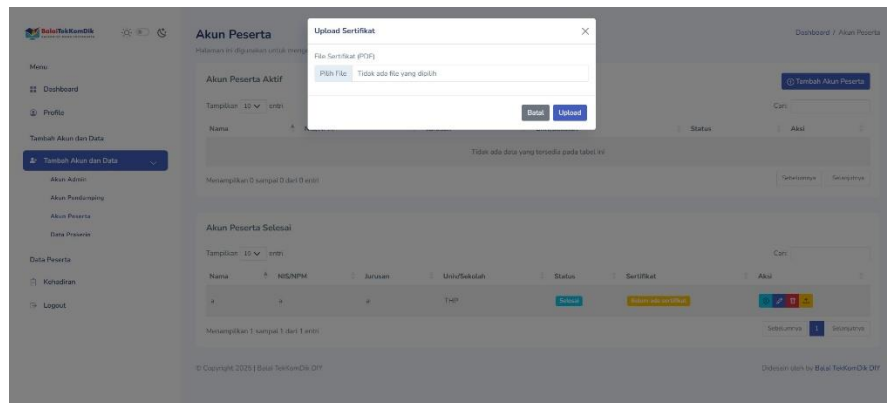 BalaiTekKomDik
Menu
Dashboard
Profile
Tambah Akun dan Data
Tambah Akun dan Data
Akun Admin
Akun Pendamping
Akun Peserta
Data Presensi
Data Peserta
Kehadiran
Logout
Akun Peserta
Halaman ini digunakan untuk
Dashboard / Akun Peserta
Upload Sertifikat
File Sertifikat (PDF)
Pilih File Tidak ada file yang dipilih
Batal Upload
Akun Peserta Aktif
Tambah Akun Peserta
Tampilkan 10 entri
Cari:
Nama Status Aksi
Tidak ada data yang tersedia pada tabel ini
Menampilkan 0 sampai 0 dari 0 entri
Sebelumnya Selanjutnya
Akun Peserta Selesai
Tampilkan 10 entri
Cari:
Nama NIS/NPM Jurusan Univ/Sekolah Status Sertifikat Aksi
a a a Selesai Belum ada sertifikat
Menampilkan 1 sampai 1 dari 1 entri
Sebelumnya 1 Selanjutnya
© Copyright 2025 | Balai TekKomDik DIY
Didesain oleh by Balai TekKomDik DIY